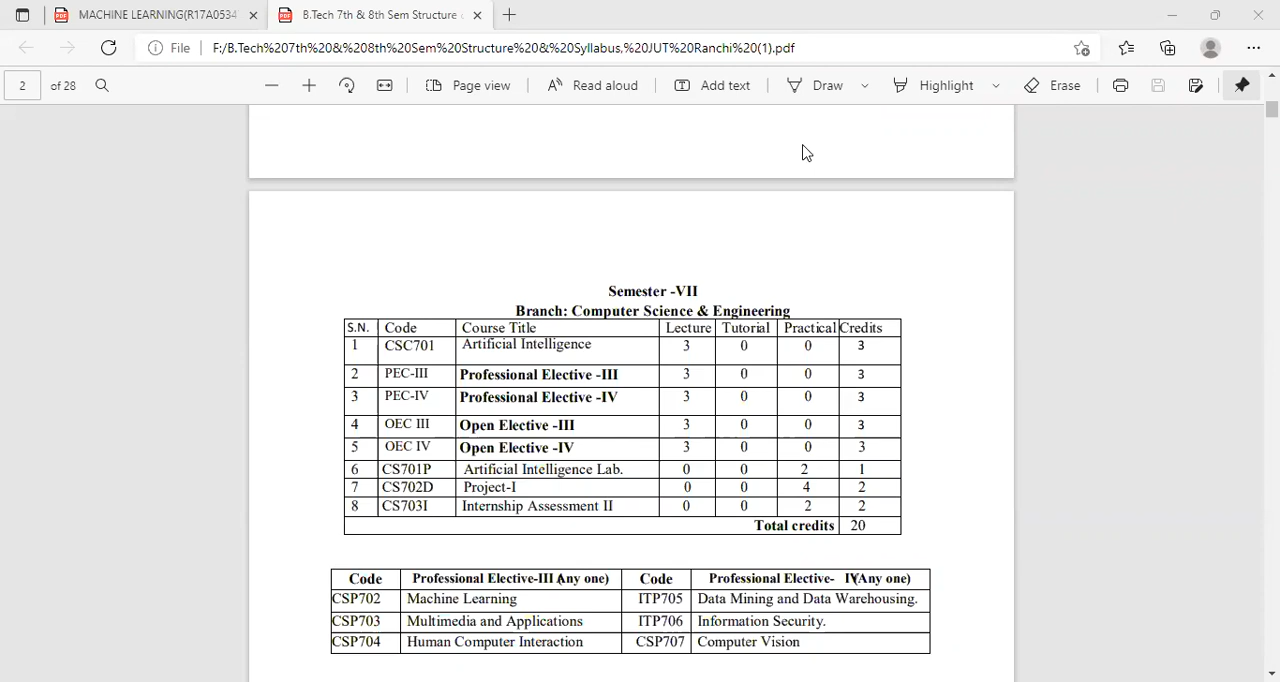 MACHINE LEARNING(R17A0534
B.Tech 7th & 8th Sem Structure
File F:/B.Tech%207th%20&%208th%20Sem%20Structure%20&%20Syllabus,%20JUT%20Ranchi%20(1).pdf
2 of 28 Page view Read aloud Add text Draw Highlight Erase
Semester -VII
Branch: Computer Science & Engineering
S.N. Code Course Title Lecture Tutorial Practical Credits
1 CSC701 Artificial Intelligence 3 0 0 3
2 PEC-III Professional Elective -III 3 0 0 3
3 PEC-IV Professional Elective -IV 3 0 0 3
4 OEC III Open Elective -III 3 0 0 3
5 OEC IV Open Elective -IV 3 0 0 3
6 CS701P Artificial Intelligence Lab. 0 0 2 1
7 CS702D Project-I 0 0 4 2
8 CS703I Internship Assessment II 0 0 2 2
Total credits 20
Code Professional Elective-III (Any one) Code Professional Elective- IV(Any one)
CSP702 Machine Learning ITP705 Data Mining and Data Warehousing.
CSP703 Multimedia and Applications ITP706 Information Security.
CSP704 Human Computer Interaction CSP707 Computer Vision